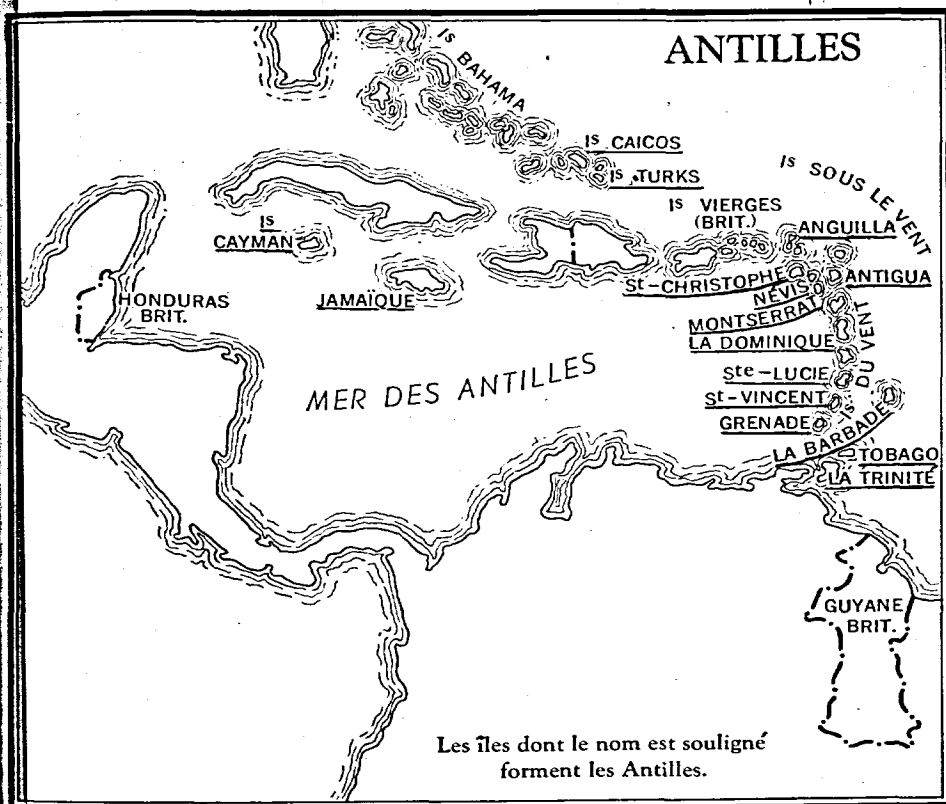 ANTILLES
Is BAHAMA
Is CAICOS
Is TURKS
Is SOUS LE VENT
Is VIERGES
(BRIT.)
ANGUILLA
Is
CAYMAN
St-CHRISTOPHE
ANTIGUA
NÉVIS
HONDURAS
BRIT.
JAMAÏQUE
MONTSERRAT
LA DOMINIQUE
MER DES ANTILLES
Ste-LUCIE
Is DU VENT
St-VINCENT
GRENADE
LA BARBADE
TOBAGO
LA TRINITÉ
GUYANE
BRIT.
Les îles dont le nom est souligné
forment les Antilles.